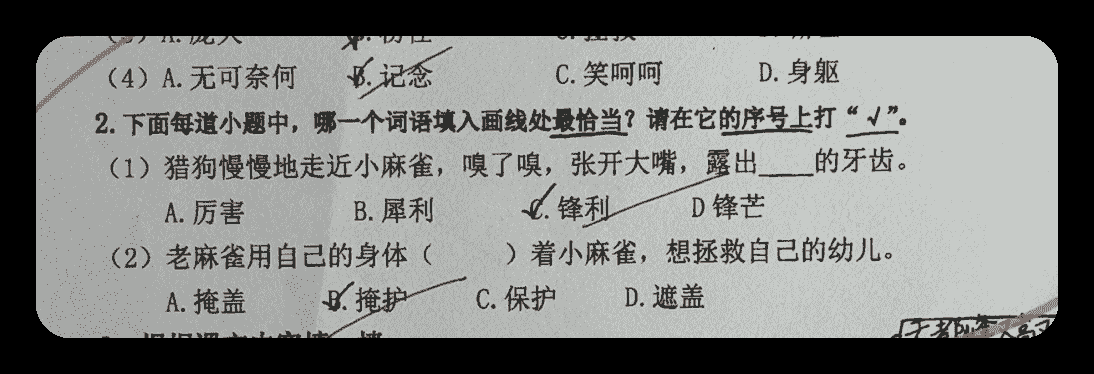 (4) A.无可奈何 B.记念 C.笑呵呵 D.身躯
2.下面每道小题中，哪一个词语填入画线处最恰当？请在它的序号上打“√”。
(1) 猎狗慢慢地走近小麻雀，嗅了嗅，张开大嘴，露出____的牙齿。
A.厉害 B.犀利 C.锋利 D锋芒
(2) 老麻雀用自己的身体（ ）着小麻雀，想拯救自己的幼儿。
A.掩盖 B.掩护 C.保护 D.遮盖